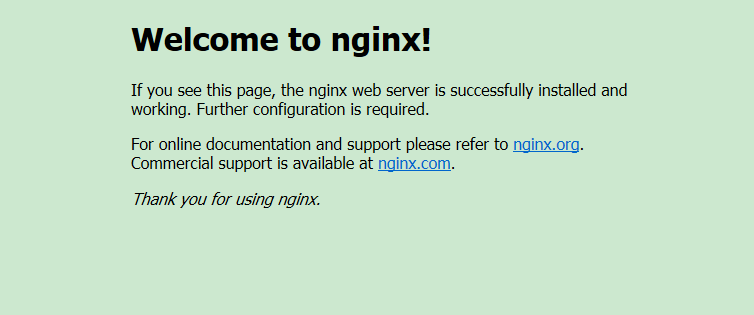 Welcome to nginx!
If you see this page, the nginx web server is successfully installed and
working. Further configuration is required.
For online documentation and support please refer to nginx.org.
Commercial support is available at nginx.com.
Thank you for using nginx.